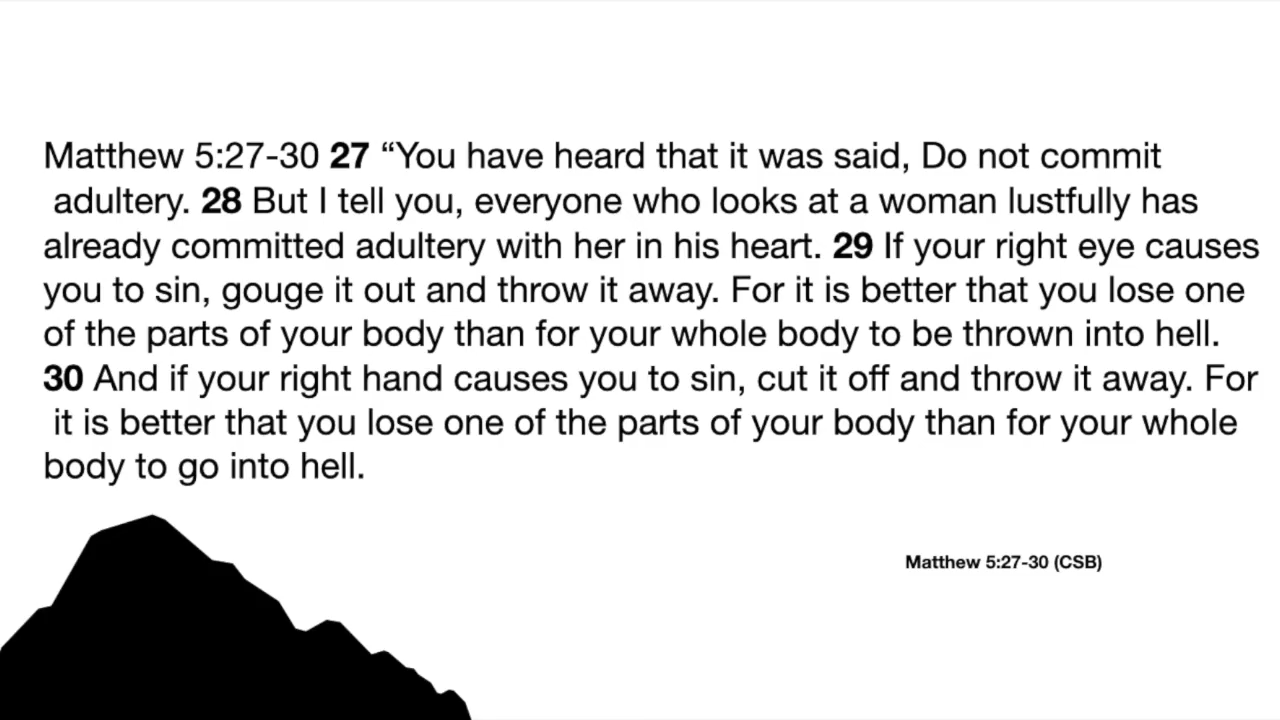 Matthew 5:27-30 27 “You have heard that it was said, Do not commit
adultery. 28 But I tell you, everyone who looks at a woman lustfully has
already committed adultery with her in his heart. 29 If your right eye causes
you to sin, gouge it out and throw it away. For it is better that you lose one
of the parts of your body than for your whole body to be thrown into hell.
30 And if your right hand causes you to sin, cut it off and throw it away. For
it is better that you lose one of the parts of your body than for your whole
body to go into hell.
Matthew 5:27-30 (CSB)